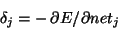 δ_j = − ∂E/∂net_j